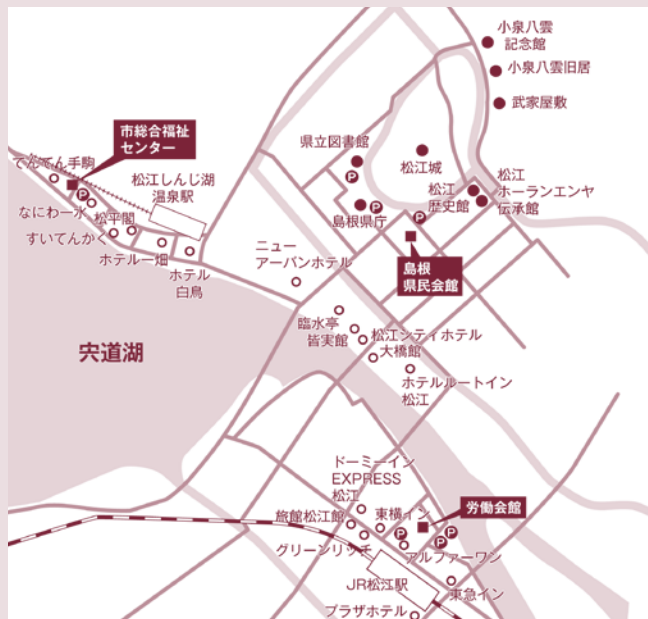 小泉八雲
記念館
小泉八雲旧居
武家屋敷
市総合福祉
センター
県立図書館
松江城
てんてん手駒
松江しんじ湖
温泉駅
松江
ホーランエンヤ
伝承館
松江
歴史館
P
P
P
P
なにわ一水
松平閣
島根県庁
すいてんかく
ホテル一畑
ホテル
白鳥
ニュー
アーバンホテル
島根
県民会館
臨水亭
皆実館
松江シティホテル
大橋館
宍道湖
ホテルルートイン
松江
ドーミーイン
EXPRESS
松江
労働会館
旅館松江館
東横イン
P
P
P
グリーンリッチ
アルファーワン
JR松江駅
東急イン
プラザホテル